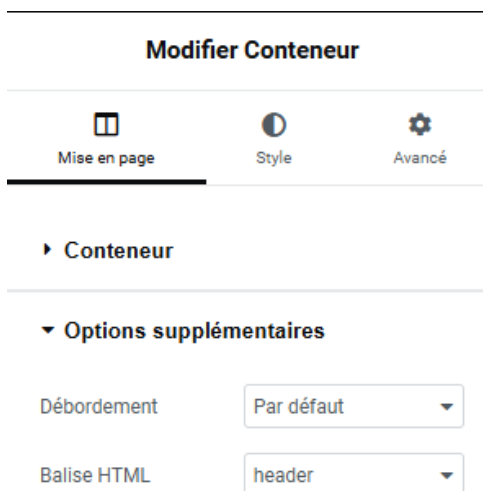 Modifier Conteneur
Mise en page Style Avancé
Conteneur
Options supplémentaires
Débordement Par défaut
Balise HTML header